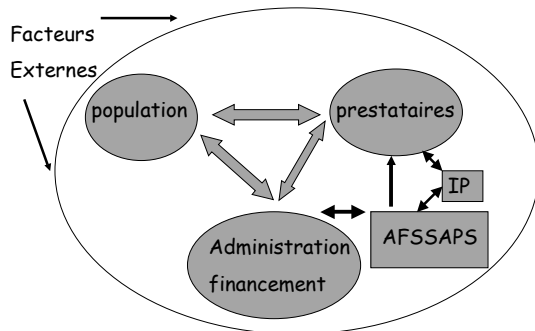 Facteurs
Externes
population
prestataires
IP
AFSSAPS
Administration
financement